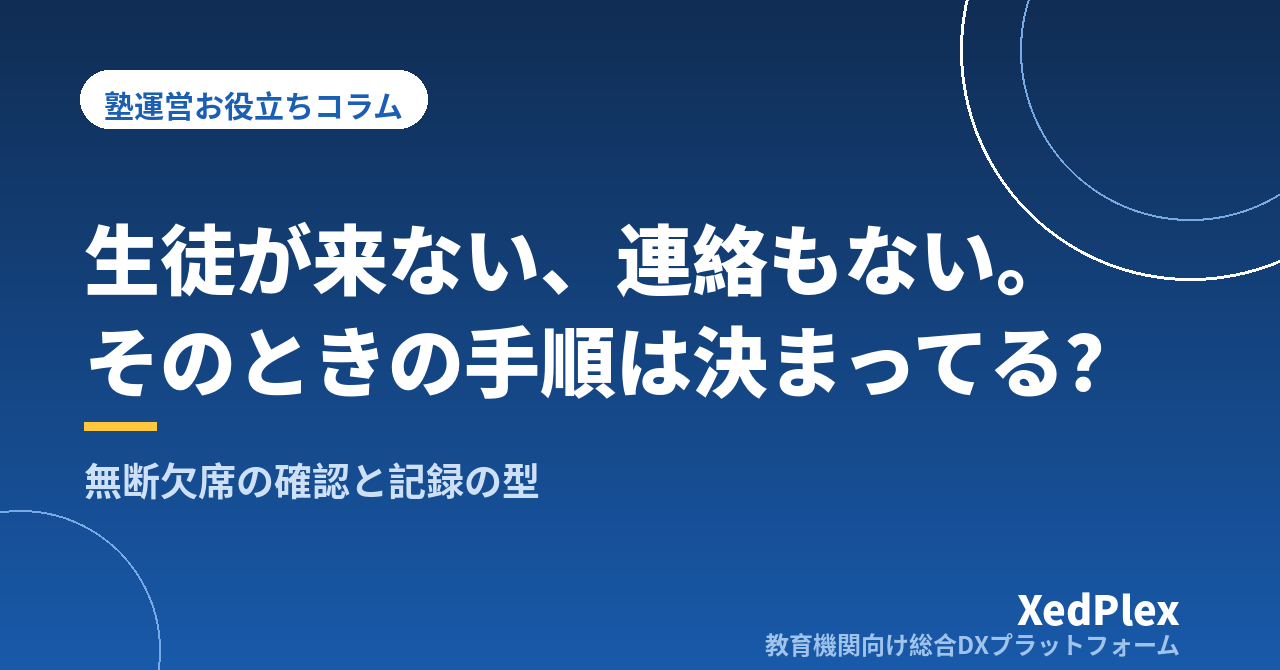 塾運営お役立ちコラム
生徒が来ない、連絡もない。
そのときの手順は決まってる?
無断欠席の確認と記録の型
XedPlex
教育機関向け総合DXプラットフォーム